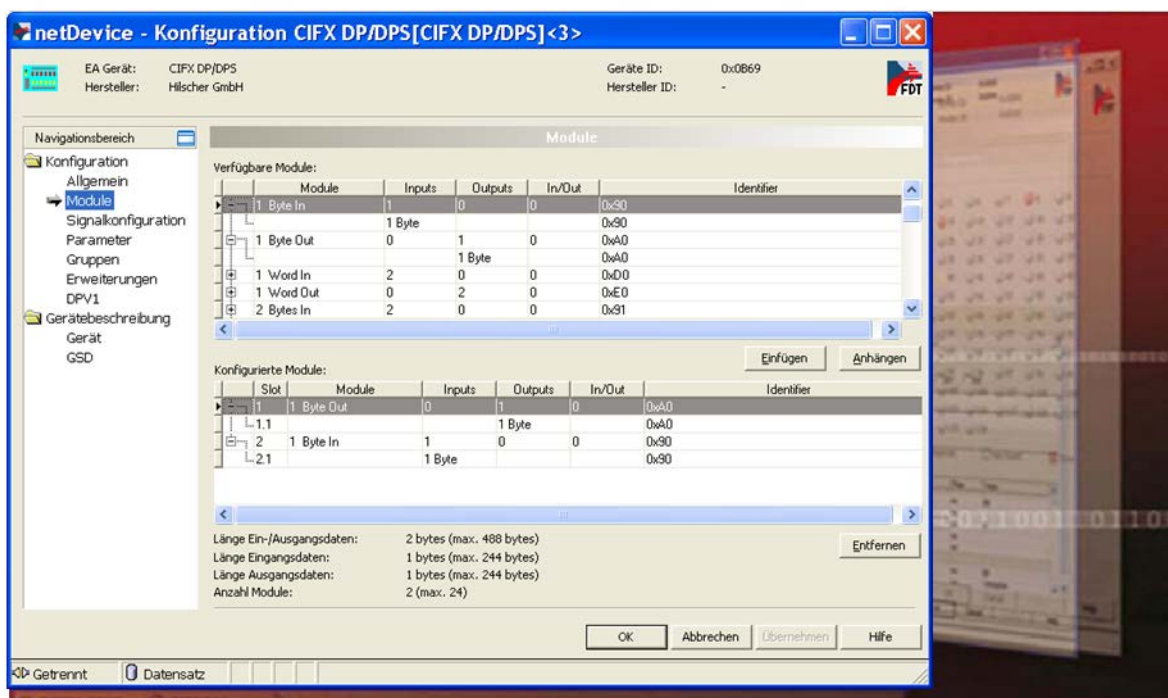 netDevice - Konfiguration CIFX DP/DPS[CIFX DP/DPS]<3>
EA Gerät: CIFX DP/DPS Geräte ID: 0x0B69
Hersteller: Hilscher GmbH Hersteller ID: -
FDT
Navigationsbereich
Konfiguration
Allgemein
Module
Signalkonfiguration
Parameter
Gruppen
Erweiterungen
DPV1
Gerätebeschreibung
Gerät
GSD
Module
Verfügbare Module:
Module Inputs Outputs In/Out Identifier
1 Byte In 1 0 0 0x90
1 Byte 0x90
1 Byte Out 0 1 0 0xA0
1 Byte 0xA0
1 Word In 2 0 0 0xD0
1 Word Out 0 2 0 0xE0
2 Bytes In 2 0 0 0x91
Einfügen Anhängen
Konfigurierte Module:
Slot Module Inputs Outputs In/Out Identifier
1 1 Byte Out 0 1 0 0xA0
1.1 1 Byte 0xA0
2 1 Byte In 1 0 0 0x90
2.1 1 Byte 0x90
Länge Ein-/Ausgangsdaten: 2 bytes (max. 488 bytes)
Länge Eingangsdaten: 1 bytes (max. 244 bytes)
Länge Ausgangsdaten: 1 bytes (max. 244 bytes)
Anzahl Module: 2 (max. 24)
Entfernen
OK Abbrechen Übernehmen Hilfe
Getrennt Datensatz